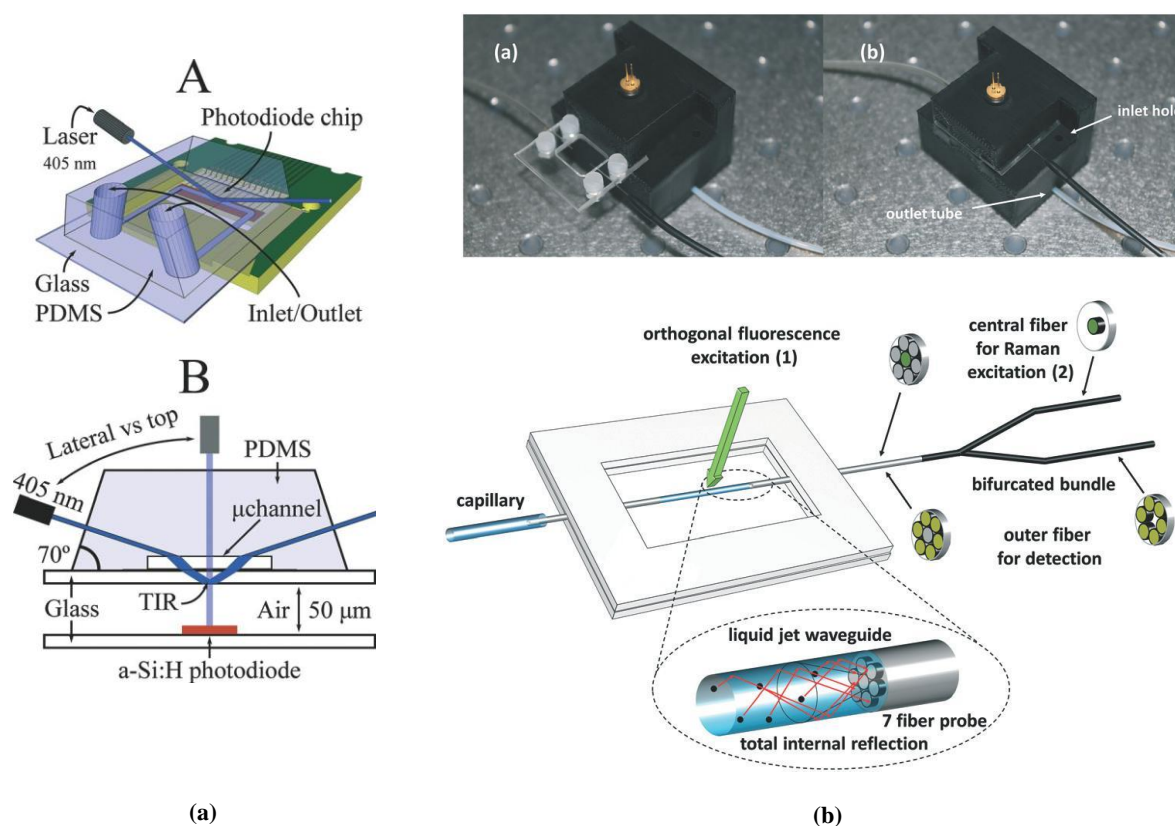 A
Laser
405 nm
Photodiode chip
Glass
PDMS
Inlet/Outlet
B
Lateral vs top
405 nm
PDMS
μchannel
70º
TIR
Glass
Air
50 μm
a-Si:H photodiode
(a)
(a)
(b)
inlet hole
outlet tube
orthogonal fluorescence
excitation (1)
central fiber
for Raman
excitation (2)
capillary
bifurcated bundle
outer fiber
for detection
liquid jet waveguide
7 fiber probe
total internal reflection
(b)